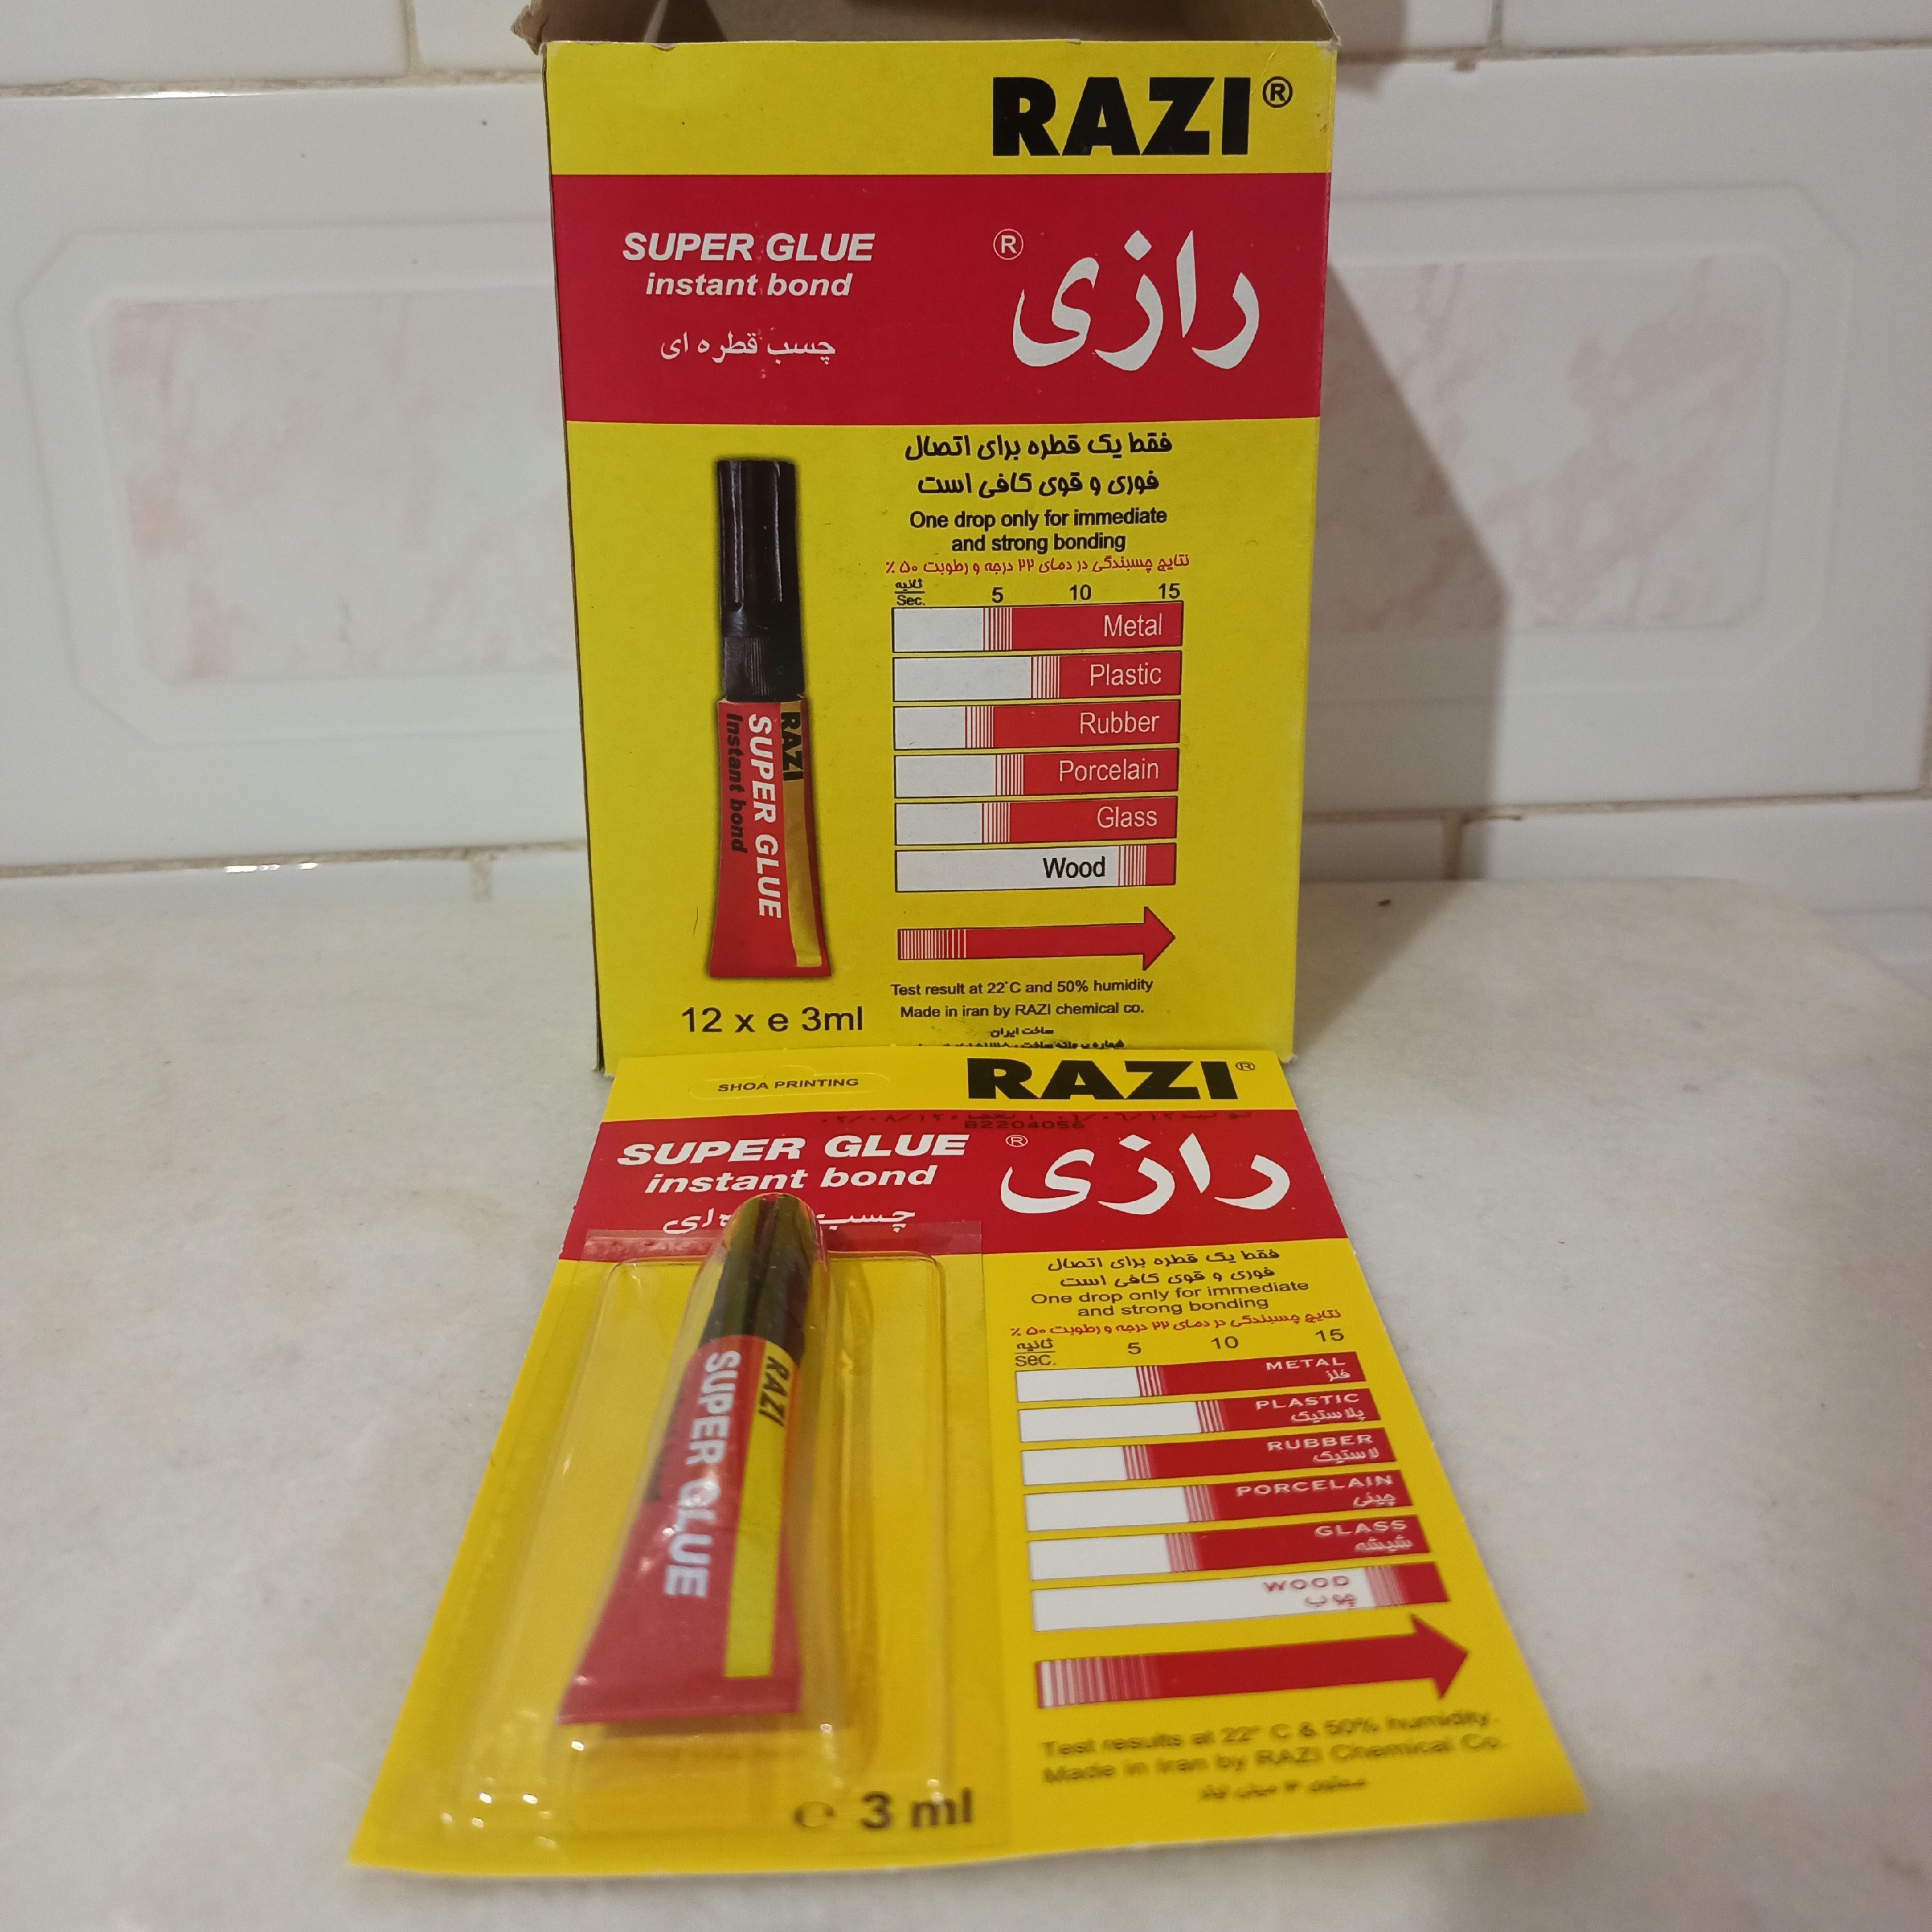 RAZI®
SUPER GLUE
instant bond
چسب قطره ای
رازی®
فقط یک قطره برای اتصال
فوری و قوی کافی است
One drop only for immediate
and strong bonding
نتایج چسبندگی در دمای ۲۲ درجه و رطوبت ۵۰ ٪
ثانیه
Sec. 5 10 15
Metal
Plastic
Rubber
Porcelain
Glass
Wood
RAZI
SUPER GLUE
instant bond
Test result at 22°C and 50% humidity
Made in iran by RAZI chemical co.
ساخت ایران
شماره پروانه ساخت
12 x e 3ml
SHOA PRINTING
RAZI®
B2204056
SUPER GLUE
instant bond
چسب ای
رازی®
فقط یک قطره برای اتصال
فوری و قوی کافی است
One drop only for immediate
and strong bonding
نتایج چسبندگی در دمای ۲۲ درجه و رطوبت ۵۰ ٪
ثانیه
sec. 5 10 15
METAL
فلز
PLASTIC
پلاستیک
RUBBER
لاستیک
PORCELAIN
چینی
GLASS
شیشه
WOOD
چوب
RAZI
SUPER GLUE
Test results at 22° C & 50% humidity.
Made in Iran by RAZI Chemical Co.
℮ 3 ml